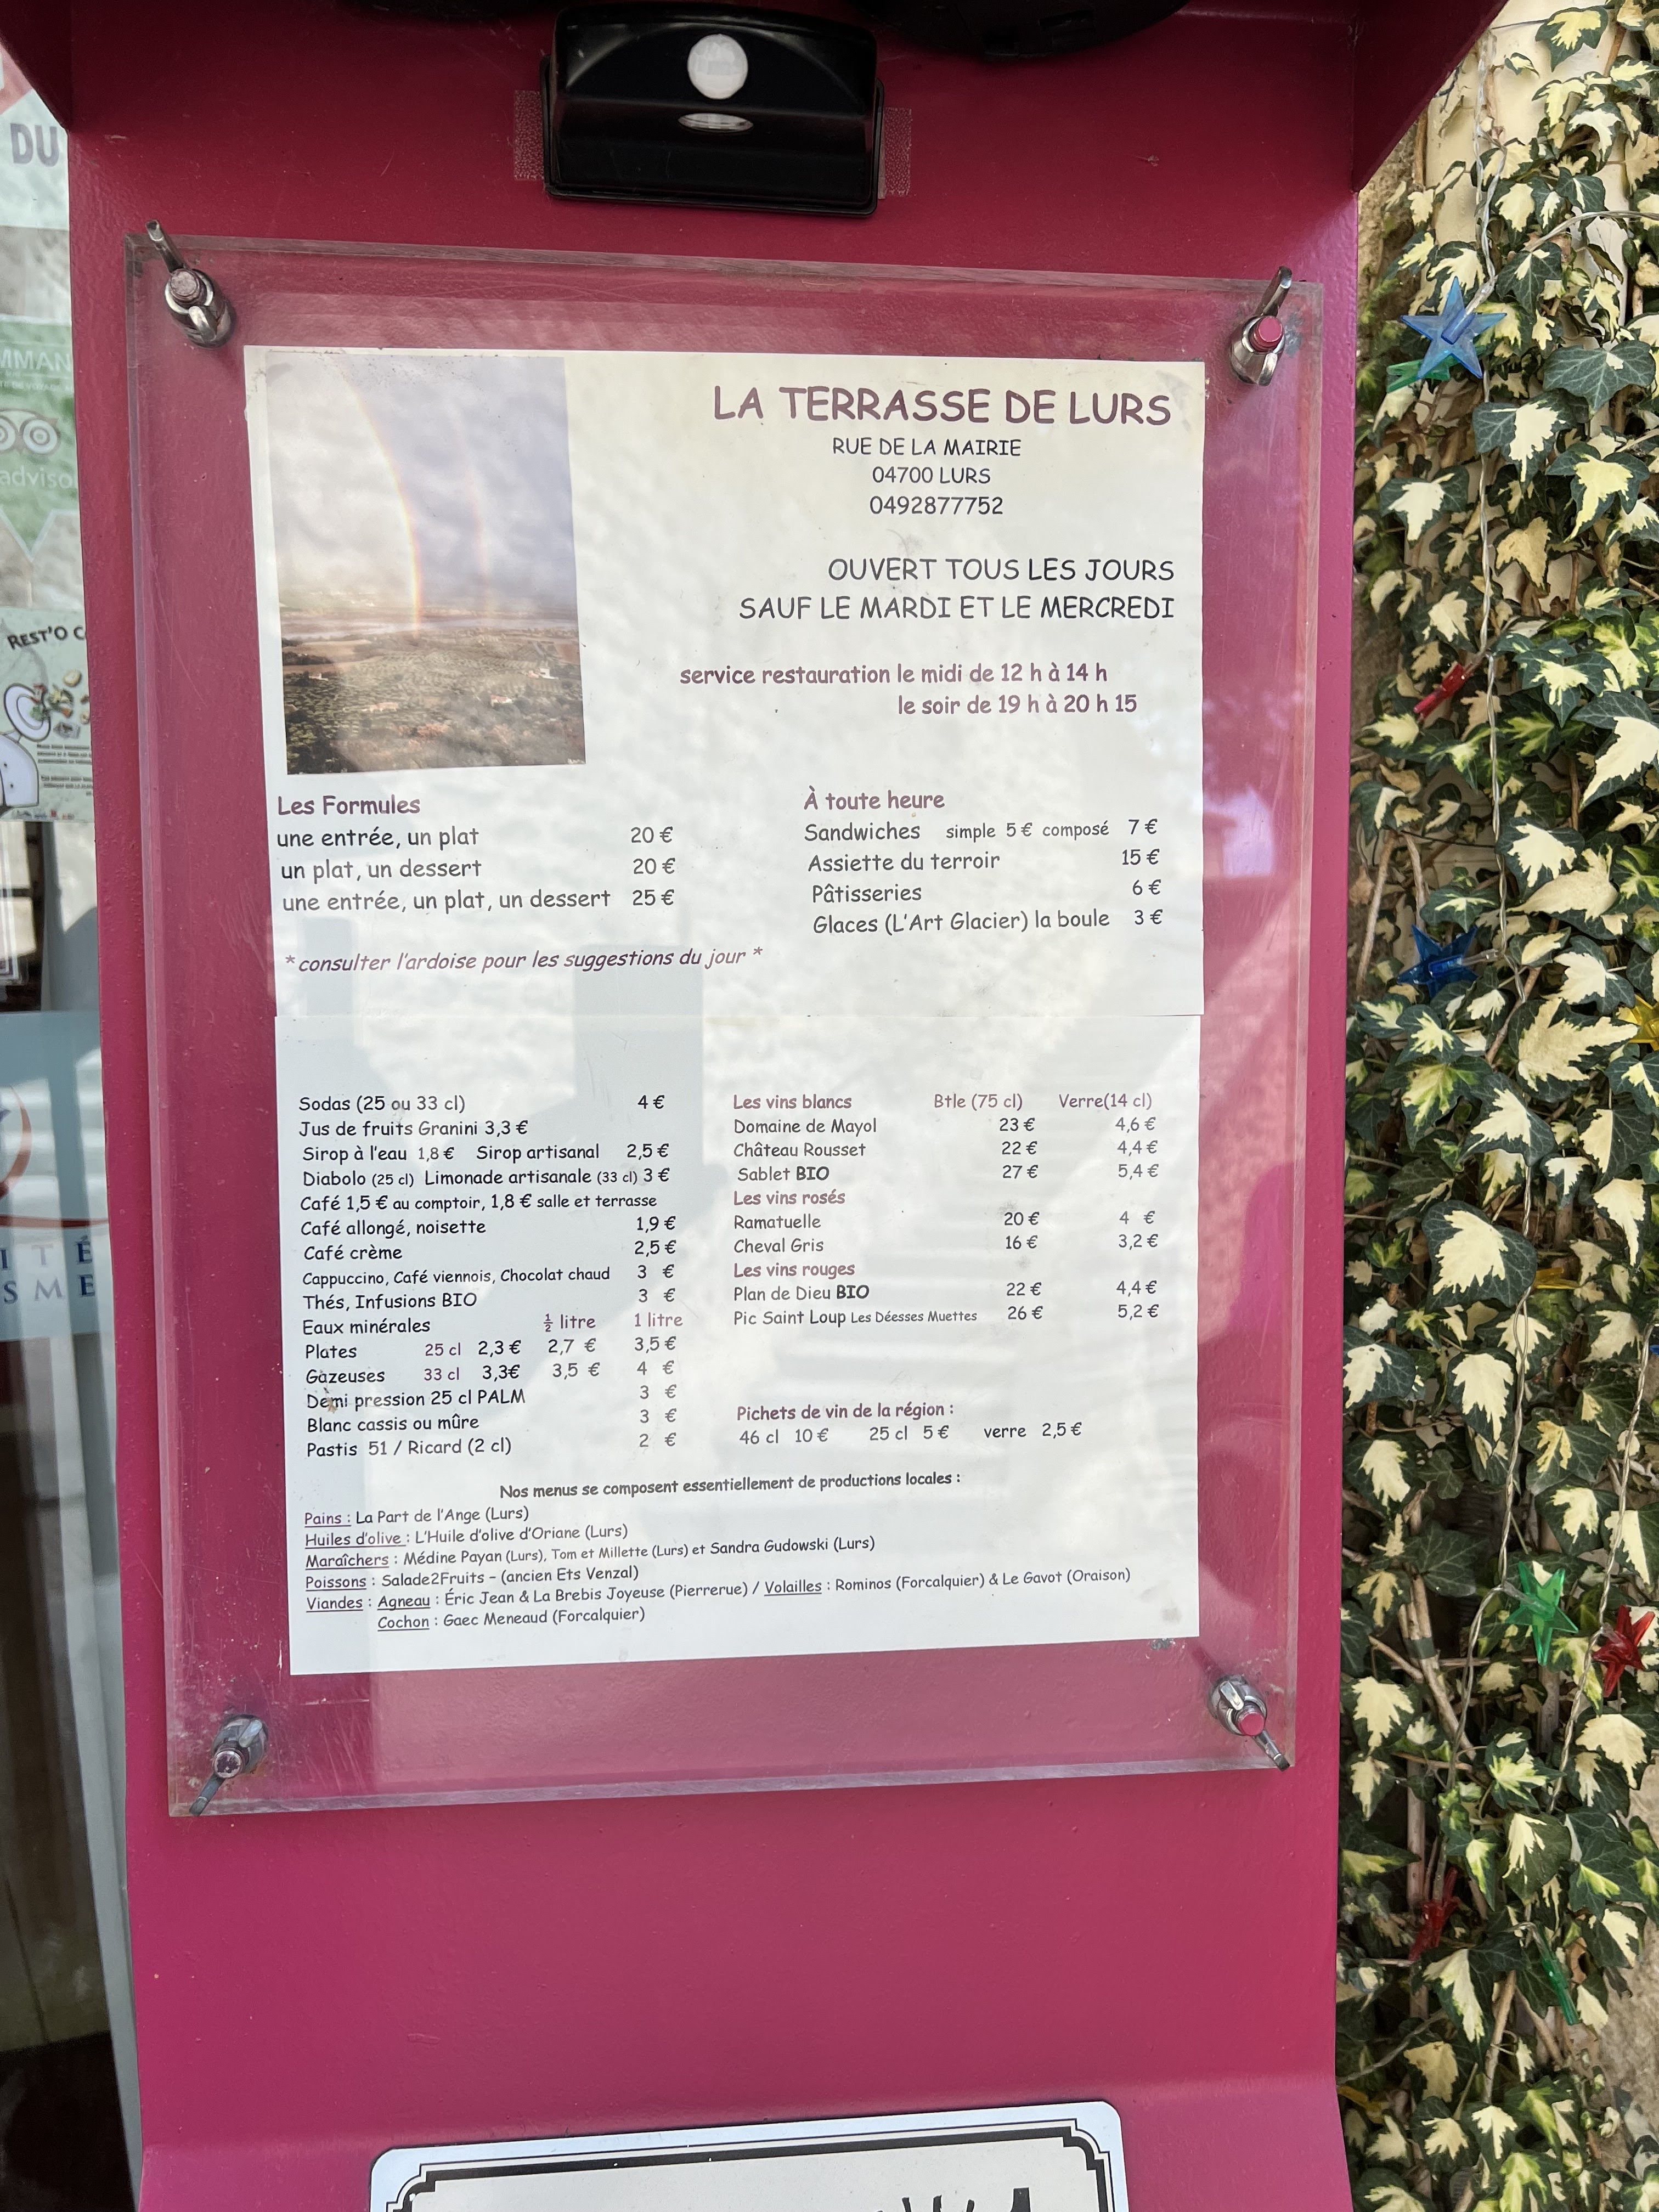 DU
advisor
REST'O
LA TERRASSE DE LURS
RUE DE LA MAIRIE
04700 LURS
0492877752
OUVERT TOUS LES JOURS
SAUF LE MARDI ET LE MERCREDI
service restauration le midi de 12 h à 14 h
le soir de 19 h à 20 h 15
Les Formules
une entrée, un plat 20 €
un plat, un dessert 20 €
une entrée, un plat, un dessert 25 €
*consulter l'ardoise pour les suggestions du jour *
À toute heure
Sandwiches simple 5 € composé 7 €
Assiette du terroir 15 €
Pâtisseries 6 €
Glaces (L'Art Glacier) la boule 3 €
Sodas (25 ou 33 cl) 4 €
Jus de fruits Granini 3,3 €
Sirop à l'eau 1,8 € Sirop artisanal 2,5 €
Diabolo (25 cl) Limonade artisanale (33 cl) 3 €
Café 1,5 € au comptoir, 1,8 € salle et terrasse
Café allongé, noisette 1,9 €
Café crème 2,5 €
Cappuccino, Café viennois, Chocolat chaud 3 €
Thés, Infusions BIO 3 €
Eaux minérales ½ litre 1 litre
Plates 25 cl 2,3 € 2,7 € 3,5 €
Gazeuses 33 cl 3,3€ 3,5 € 4 €
Demi pression 25 cl PALM 3 €
Blanc cassis ou mûre 3 €
Pastis 51 / Ricard (2 cl) 2 €
Les vins blancs Btle (75 cl) Verre(14 cl)
Domaine de Mayol 23 € 4,6 €
Château Rousset 22 € 4,4 €
Sablet BIO 27 € 5,4 €
Les vins rosés
Ramatuelle 20 € 4 €
Cheval Gris 16 € 3,2 €
Les vins rouges
Plan de Dieu BIO 22 € 4,4 €
Pic Saint Loup Les Déesses Muettes 26 € 5,2 €
Pichets de vin de la région :
46 cl 10 € 25 cl 5 € verre 2,5 €
Nos menus se composent essentiellement de productions locales :
Pains : La Part de l'Ange (Lurs)
Huiles d'olive : L'Huile d'olive d'Oriane (Lurs)
Maraîchers : Médine Payan (Lurs), Tom et Millette (Lurs) et Sandra Gudowski (Lurs)
Poissons : Salade2Fruits – (ancien Ets Venzal)
Viandes : Agneau : Éric Jean & La Brebis Joyeuse (Pierrerue) / Volailles : Rominos (Forcalquier) & Le Gavot (Oraison)
Cochon : Gaec Meneaud (Forcalquier)